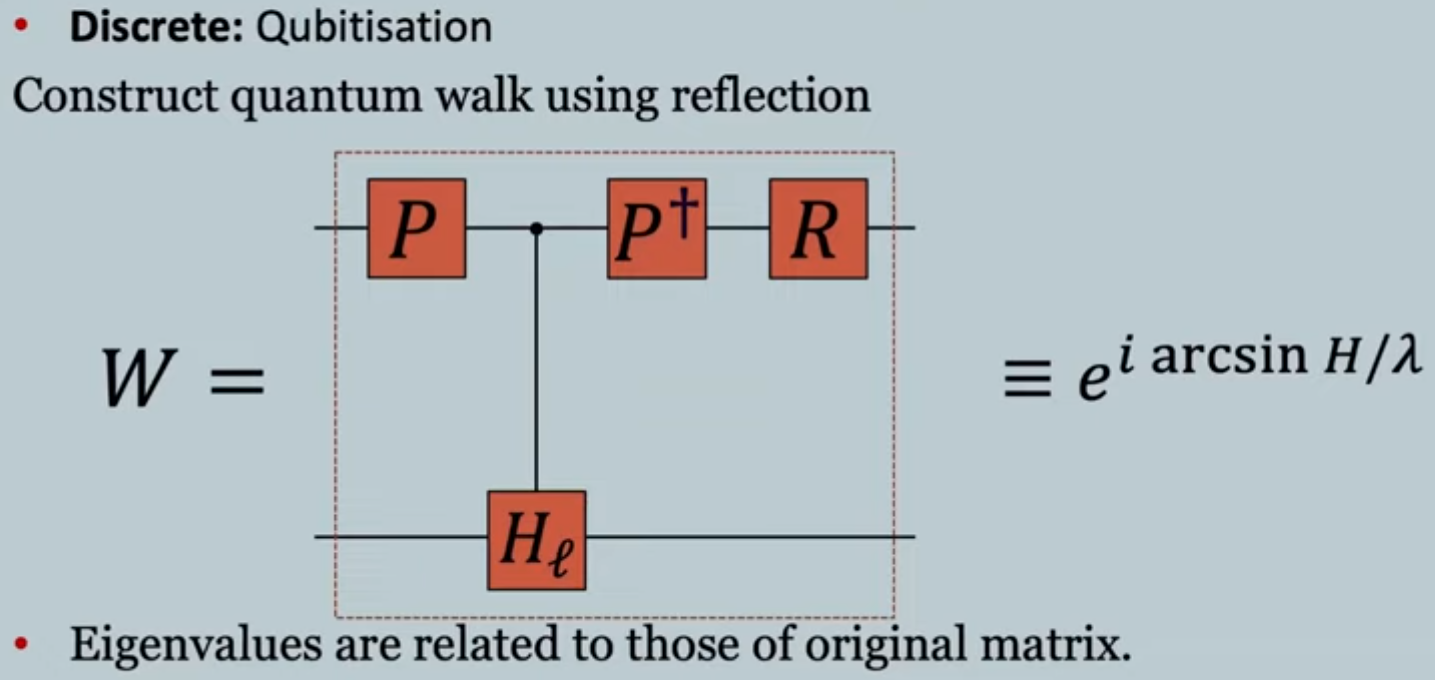 • Discrete: Qubitisation
Construct quantum walk using reflection
P P† R
W = ≡ e^{i arcsin H/λ}
H_ℓ
• Eigenvalues are related to those of original matrix.